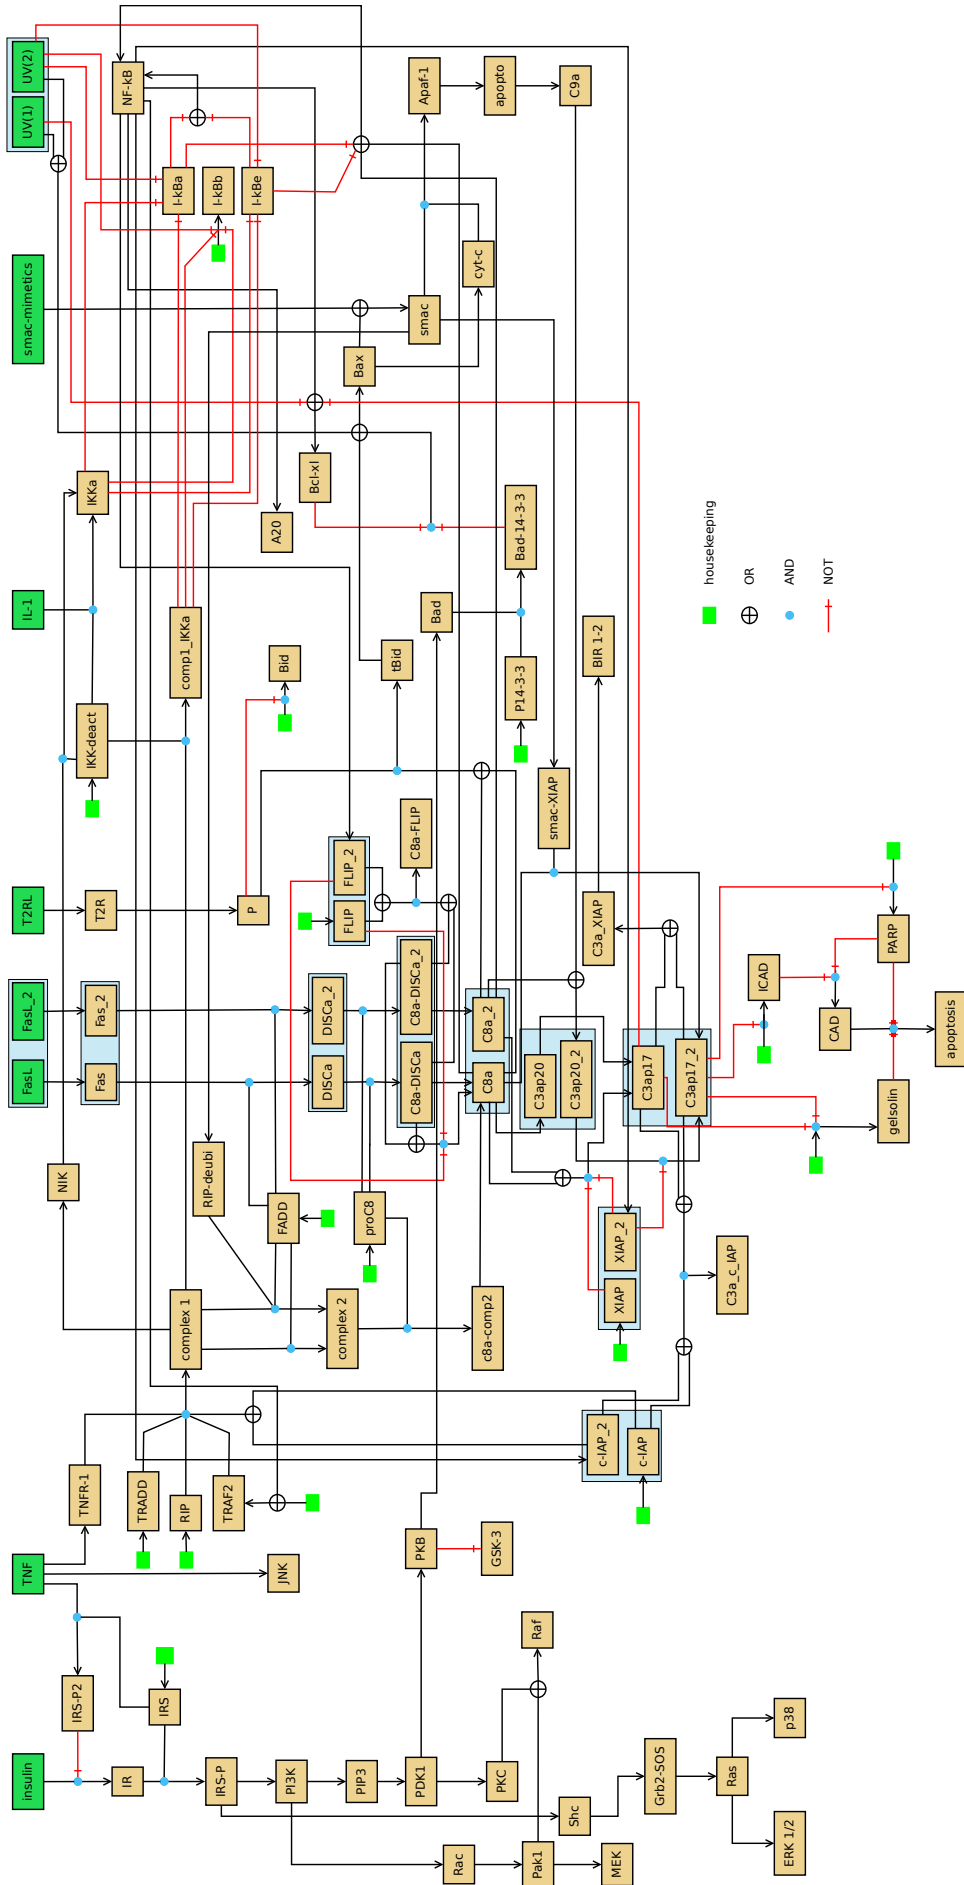 insulin
TNF
FasL
FasL_2
T2RL
IL-1
smac-mimetics
UV(1)
UV(2)
IRS-P2
TNFR-1
NIK
Fas
Fas_2
T2R
IKK-deact
IKKa
NF-kB
IR
IRS
TRADD
RIP
TRAF2
complex 1
RIP-deubi
P
comp1_IKKa
I-kBa
I-kBb
I-kBe
IRS-P
PI3K
JNK
FADD
DISCa
DISCa_2
Bid
A20
PIP3
complex 2
proC8
FLIP
FLIP_2
Bcl-xl
Bax
smac
cyt-c
Apaf-1
apopto
C9a
PDK1
PKB
C8a-DISCa
C8a-DISCa_2
C8a-FLIP
tBid
Bad
PKC
GSK-3
c8a-comp2
C8a
C8a_2
P14-3-3
Bad-14-3-3
Rac
Pak1
Raf
C3ap20
C3ap20_2
smac-XIAP
Shc
MEK
c-IAP_2
c-IAP
XIAP
XIAP_2
C3a_XIAP
BIR 1-2
C3ap17
C3ap17_2
Grb2-SOS
Ras
C3a_c_IAP
ERK 1/2
p38
ICAD
CAD
PARP
gelsolin
apoptosis
housekeeping
OR
AND
NOT